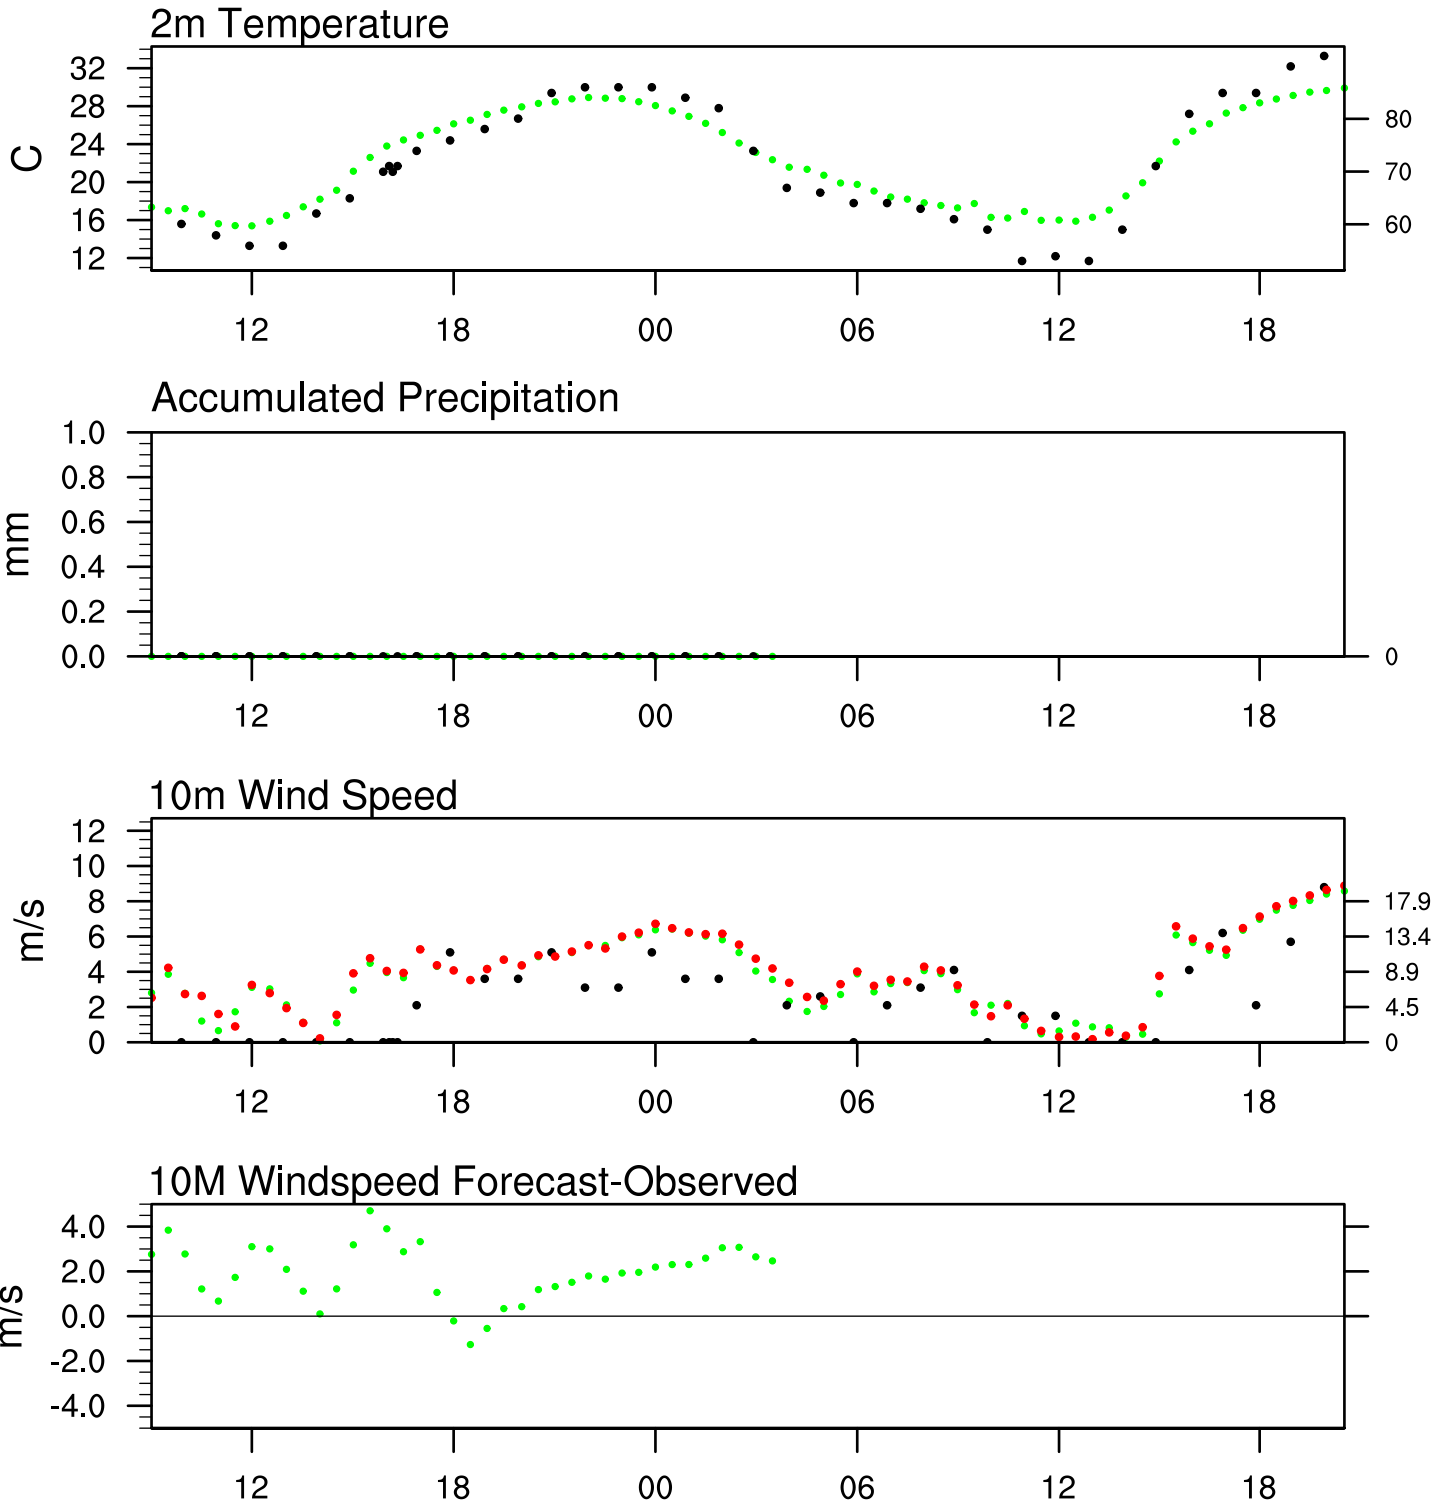 2m Temperature
32
28
24
20
16
12
C
80
70
60
12 18 00 06 12 18
Accumulated Precipitation
1.0
0.8
0.6
0.4
0.2
0.0
mm
0
12 18 00 06 12 18
10m Wind Speed
12
10
8
6
4
2
0
m/s
17.9
13.4
8.9
4.5
0
12 18 00 06 12 18
10M Windspeed Forecast-Observed
4.0
2.0
0.0
-2.0
-4.0
m/s
12 18 00 06 12 18